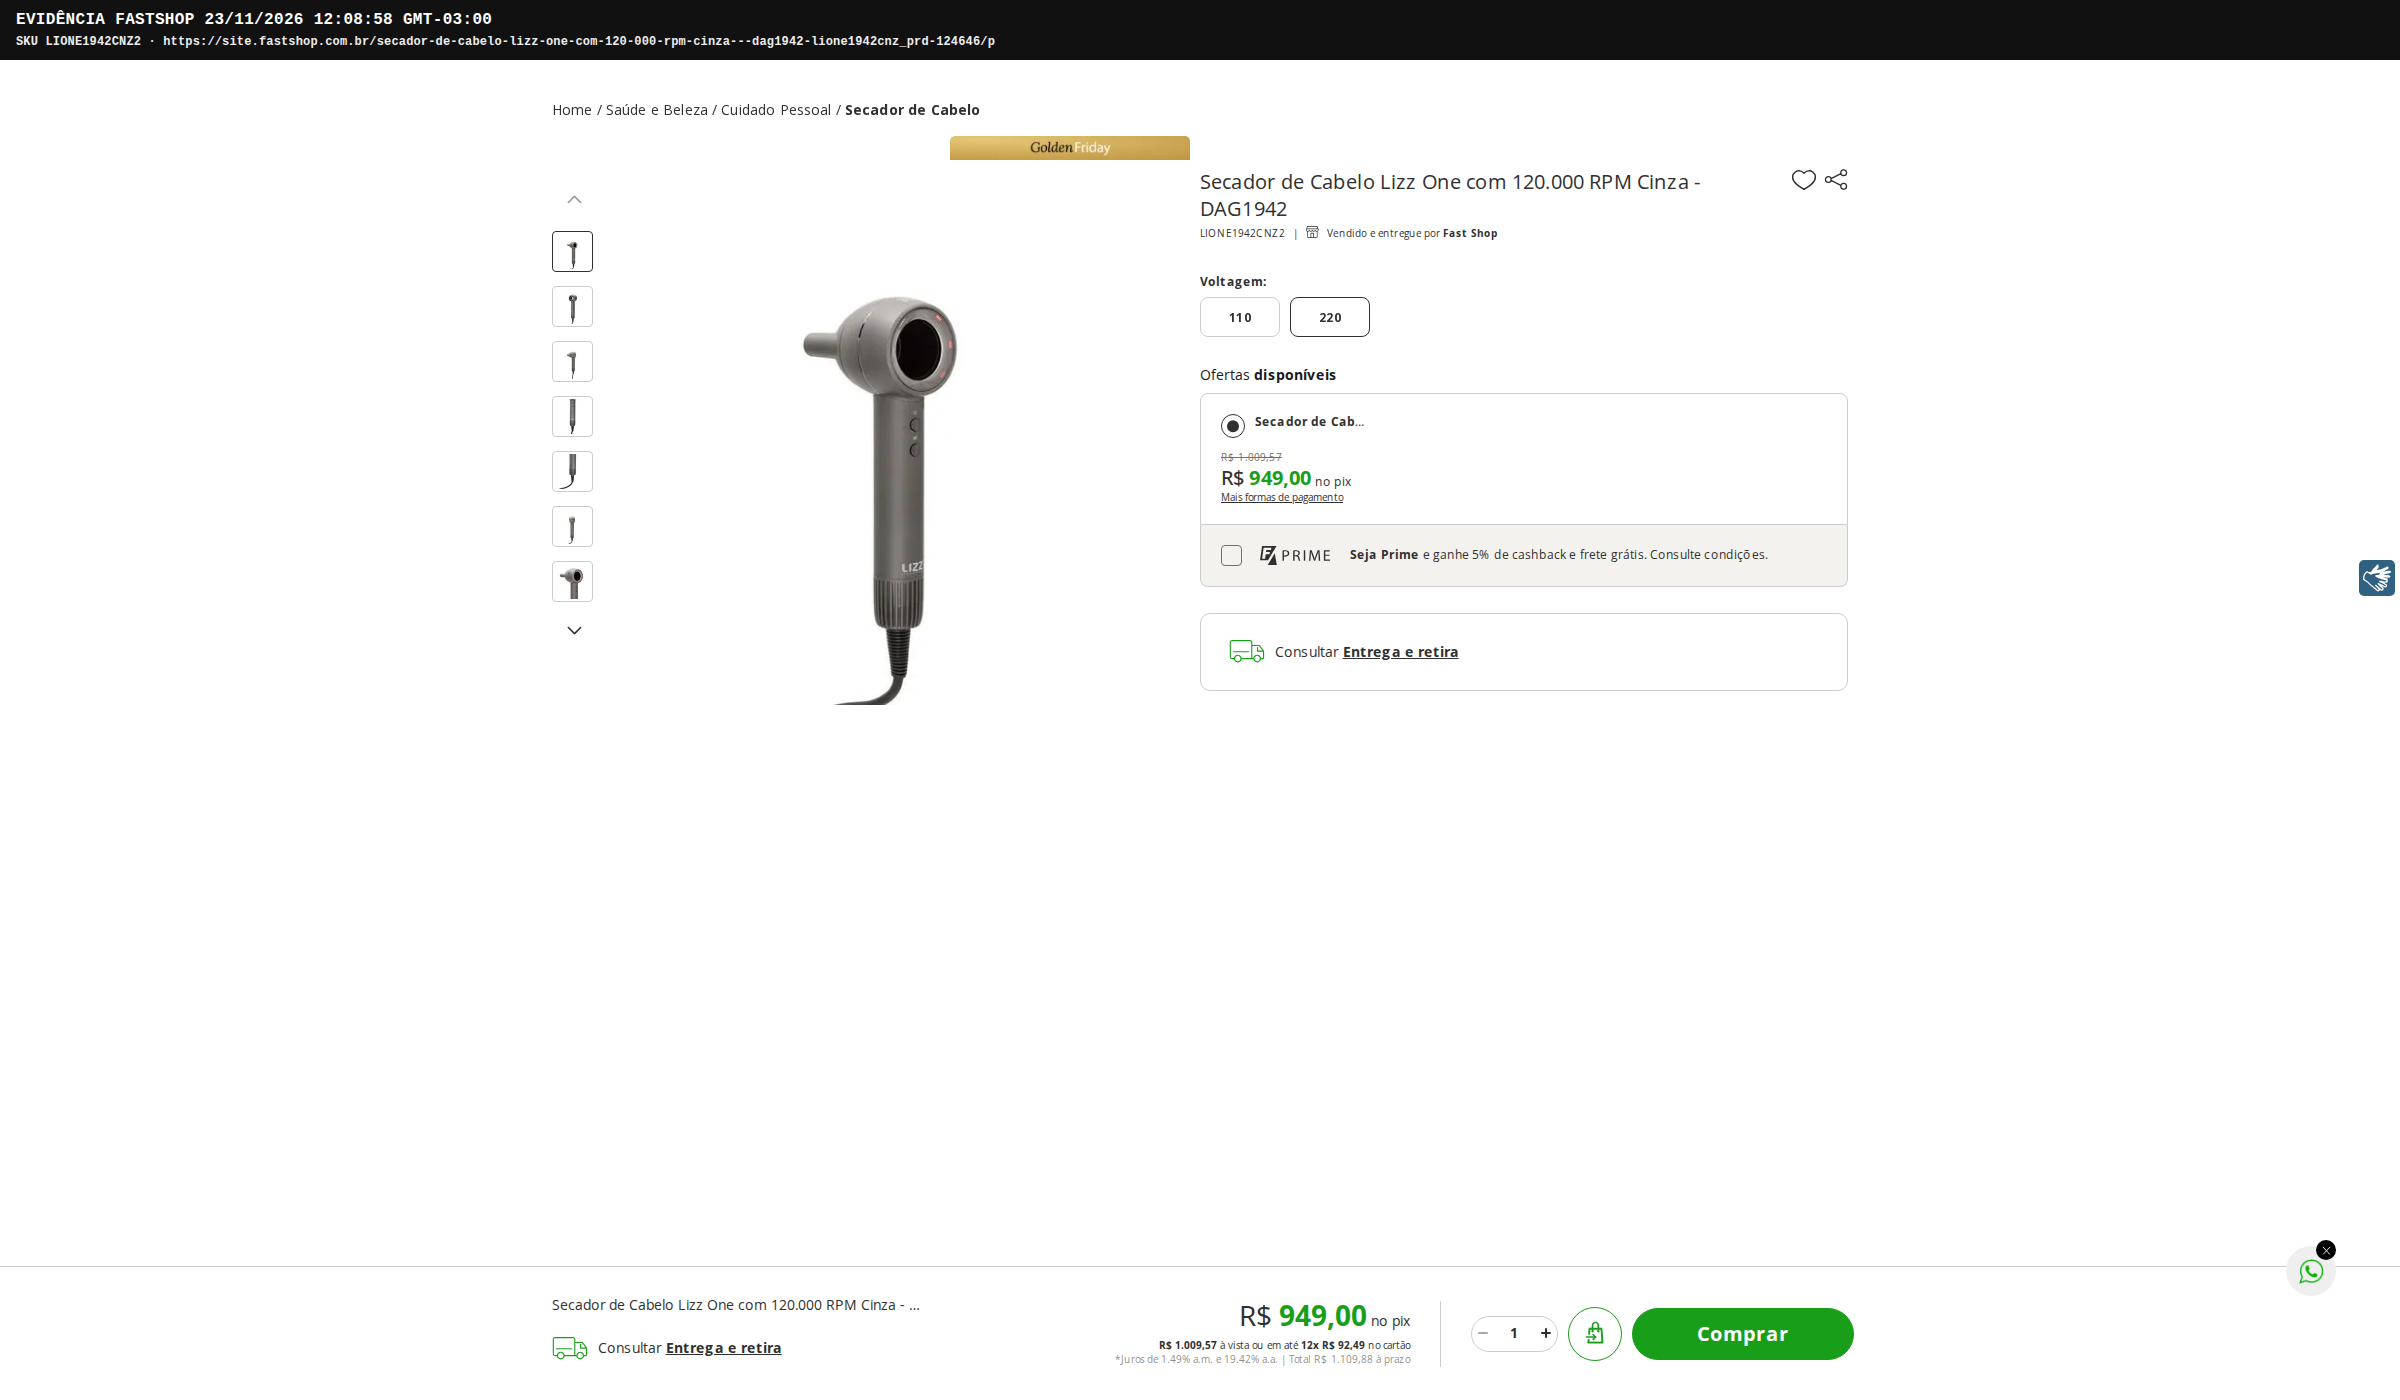 EVIDÊNCIA FASTSHOP 23/11/2026 12:08:58 GMT-03:00
SKU LIONE1942CNZ2 · https://site.fastshop.com.br/secador-de-cabelo-lizz-one-com-120-000-rpm-cinza---dag1942-lione1942cnz_prd-124646/p
Home / Saúde e Beleza / Cuidado Pessoal / Secador de Cabelo
Golden Friday
Secador de Cabelo Lizz One com 120.000 RPM Cinza -
DAG1942
LIONE1942CNZ2 | Vendido e entregue por Fast Shop
Voltagem:
110 220
Ofertas disponíveis
Secador de Cab...
R$ 1.009,57
R$ 949,00 no pix
Mais formas de pagamento
PRIME Seja Prime e ganhe 5% de cashback e frete grátis. Consulte condições.
Consultar Entrega e retira
LIZZ
Secador de Cabelo Lizz One com 120.000 RPM Cinza - ...
Consultar Entrega e retira
R$ 949,00 no pix
R$ 1.009,57 à vista ou em até 12x R$ 92,49 no cartão
*Juros de 1.49% a.m. e 19.42% a.a. | Total R$ 1.109,88 à prazo
1
Comprar